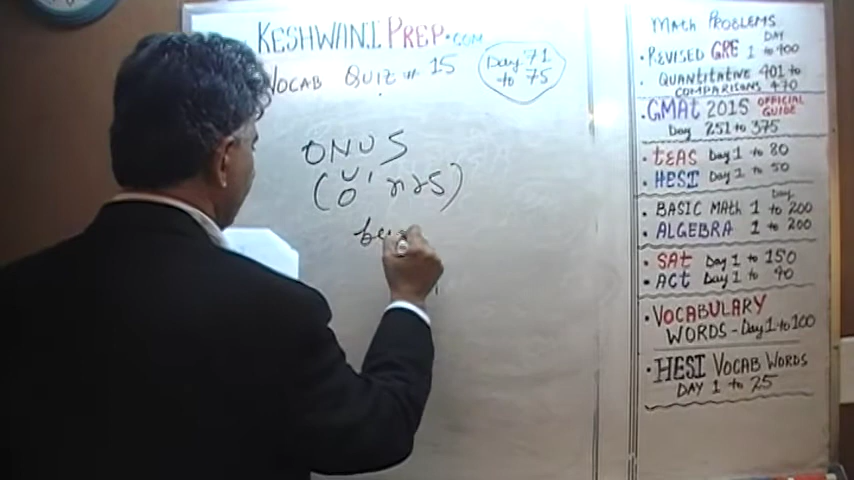 KESHWANI PREP.COM
VOCAB QUIZ # 15
Day 71
to 75
ONUS
MATH PROBLEMS
DAY
• REVISED GRE 1 to 400
• QUANTITATIVE 401 to
COMPARISONS 470
• GMAT 2015 OFFICIAL
GUIDE
Day 251 to 375
• TEAS Day 1 to 80
• HESI Day 1 to 50
Day
• BASIC MATH 1 to 200
• ALGEBRA 1 to 200
• SAT Day 1 to 150
• ACT Day 1 to 40
• VOCABULARY
WORDS - Day 1 to 100
• HESI VOCAB WORDS
DAY 1 to 25